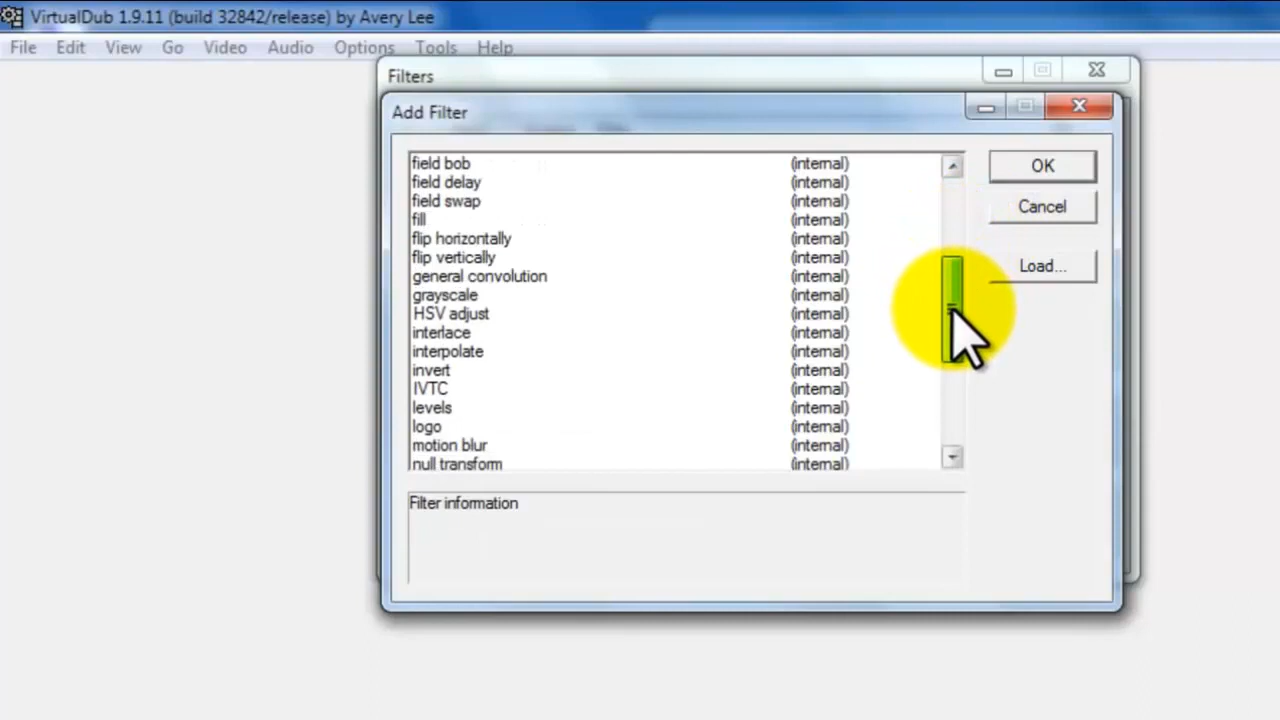 VirtualDub 1.9.11 (build 32842/release) by Avery Lee
File Edit View Go Video Audio Options Tools Help
Filters
Add Filter
field bob (internal)
field delay (internal)
field swap (internal)
fill (internal)
flip horizontally (internal)
flip vertically (internal)
general convolution (internal)
grayscale (internal)
HSV adjust (internal)
interlace (internal)
interpolate (internal)
invert (internal)
IVTC (internal)
levels (internal)
logo (internal)
motion blur (internal)
null transform (internal)
OK
Cancel
Load...
Filter information